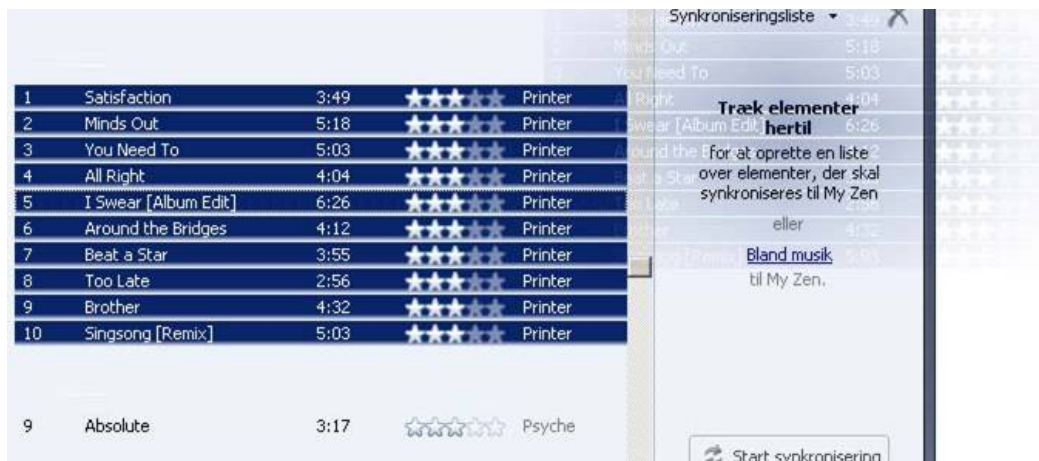 Synkroniseringsliste
1 Satisfaction 3:49 Printer
2 Minds Out 5:18 Printer
3 You Need To 5:03 Printer
4 All Right 4:04 Printer
5 I Swear [Album Edit] 6:26 Printer
6 Around the Bridges 4:12 Printer
7 Beat a Star 3:55 Printer
8 Too Late 2:56 Printer
9 Brother 4:32 Printer
10 Singsong [Remix] 5:03 Printer
9 Absolute 3:17 Psyche
Træk elementer
hertil
for at oprette en liste
over elementer, der skal
synkroniseres til My Zen
eller
Bland musik
til My Zen.
Start synkronisering